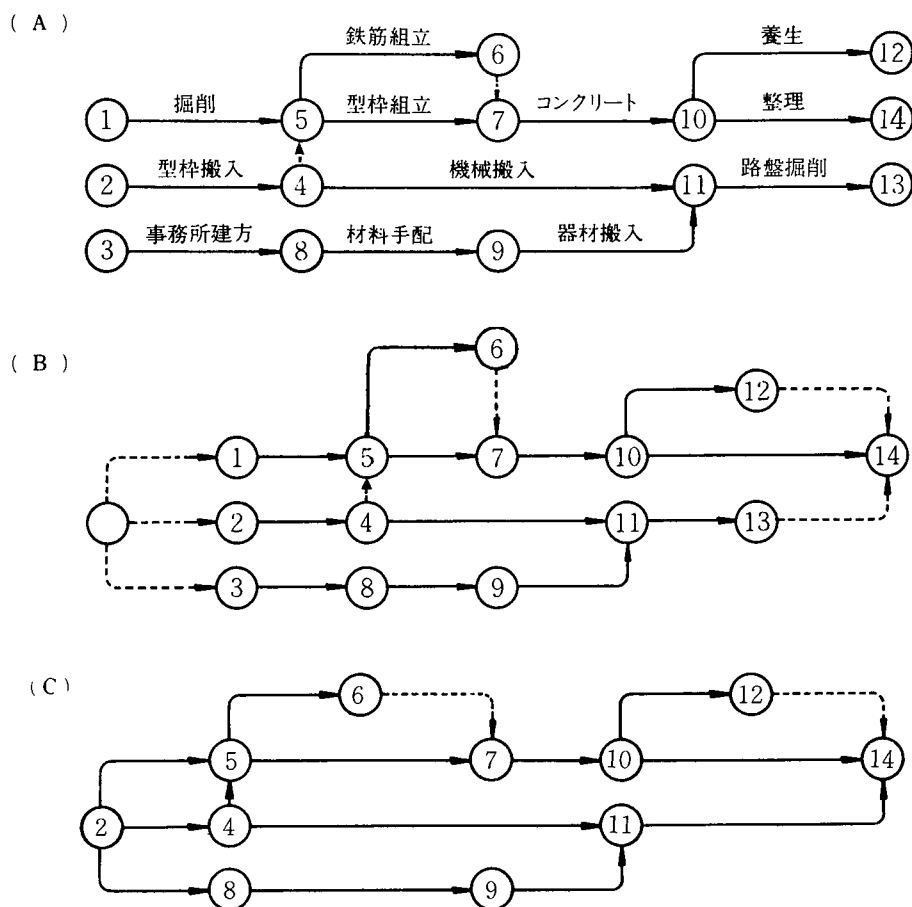 (A)
鉄筋組立 ⑥ 養生 ⑫
① 掘削 ⑤ 型枠組立 ⑦ コンクリート ⑩ 整理 ⑭
② 型枠搬入 ④ 機械搬入 ⑪ 路盤掘削 ⑬
③ 事務所建方 ⑧ 材料手配 ⑨ 器材搬入
(B)
⑥
⑫
① ⑤ ⑦ ⑩ ⑭
② ④ ⑪ ⑬
③ ⑧ ⑨
(C)
⑥ ⑫
⑤ ⑦ ⑩ ⑭
② ④ ⑪
⑧ ⑨